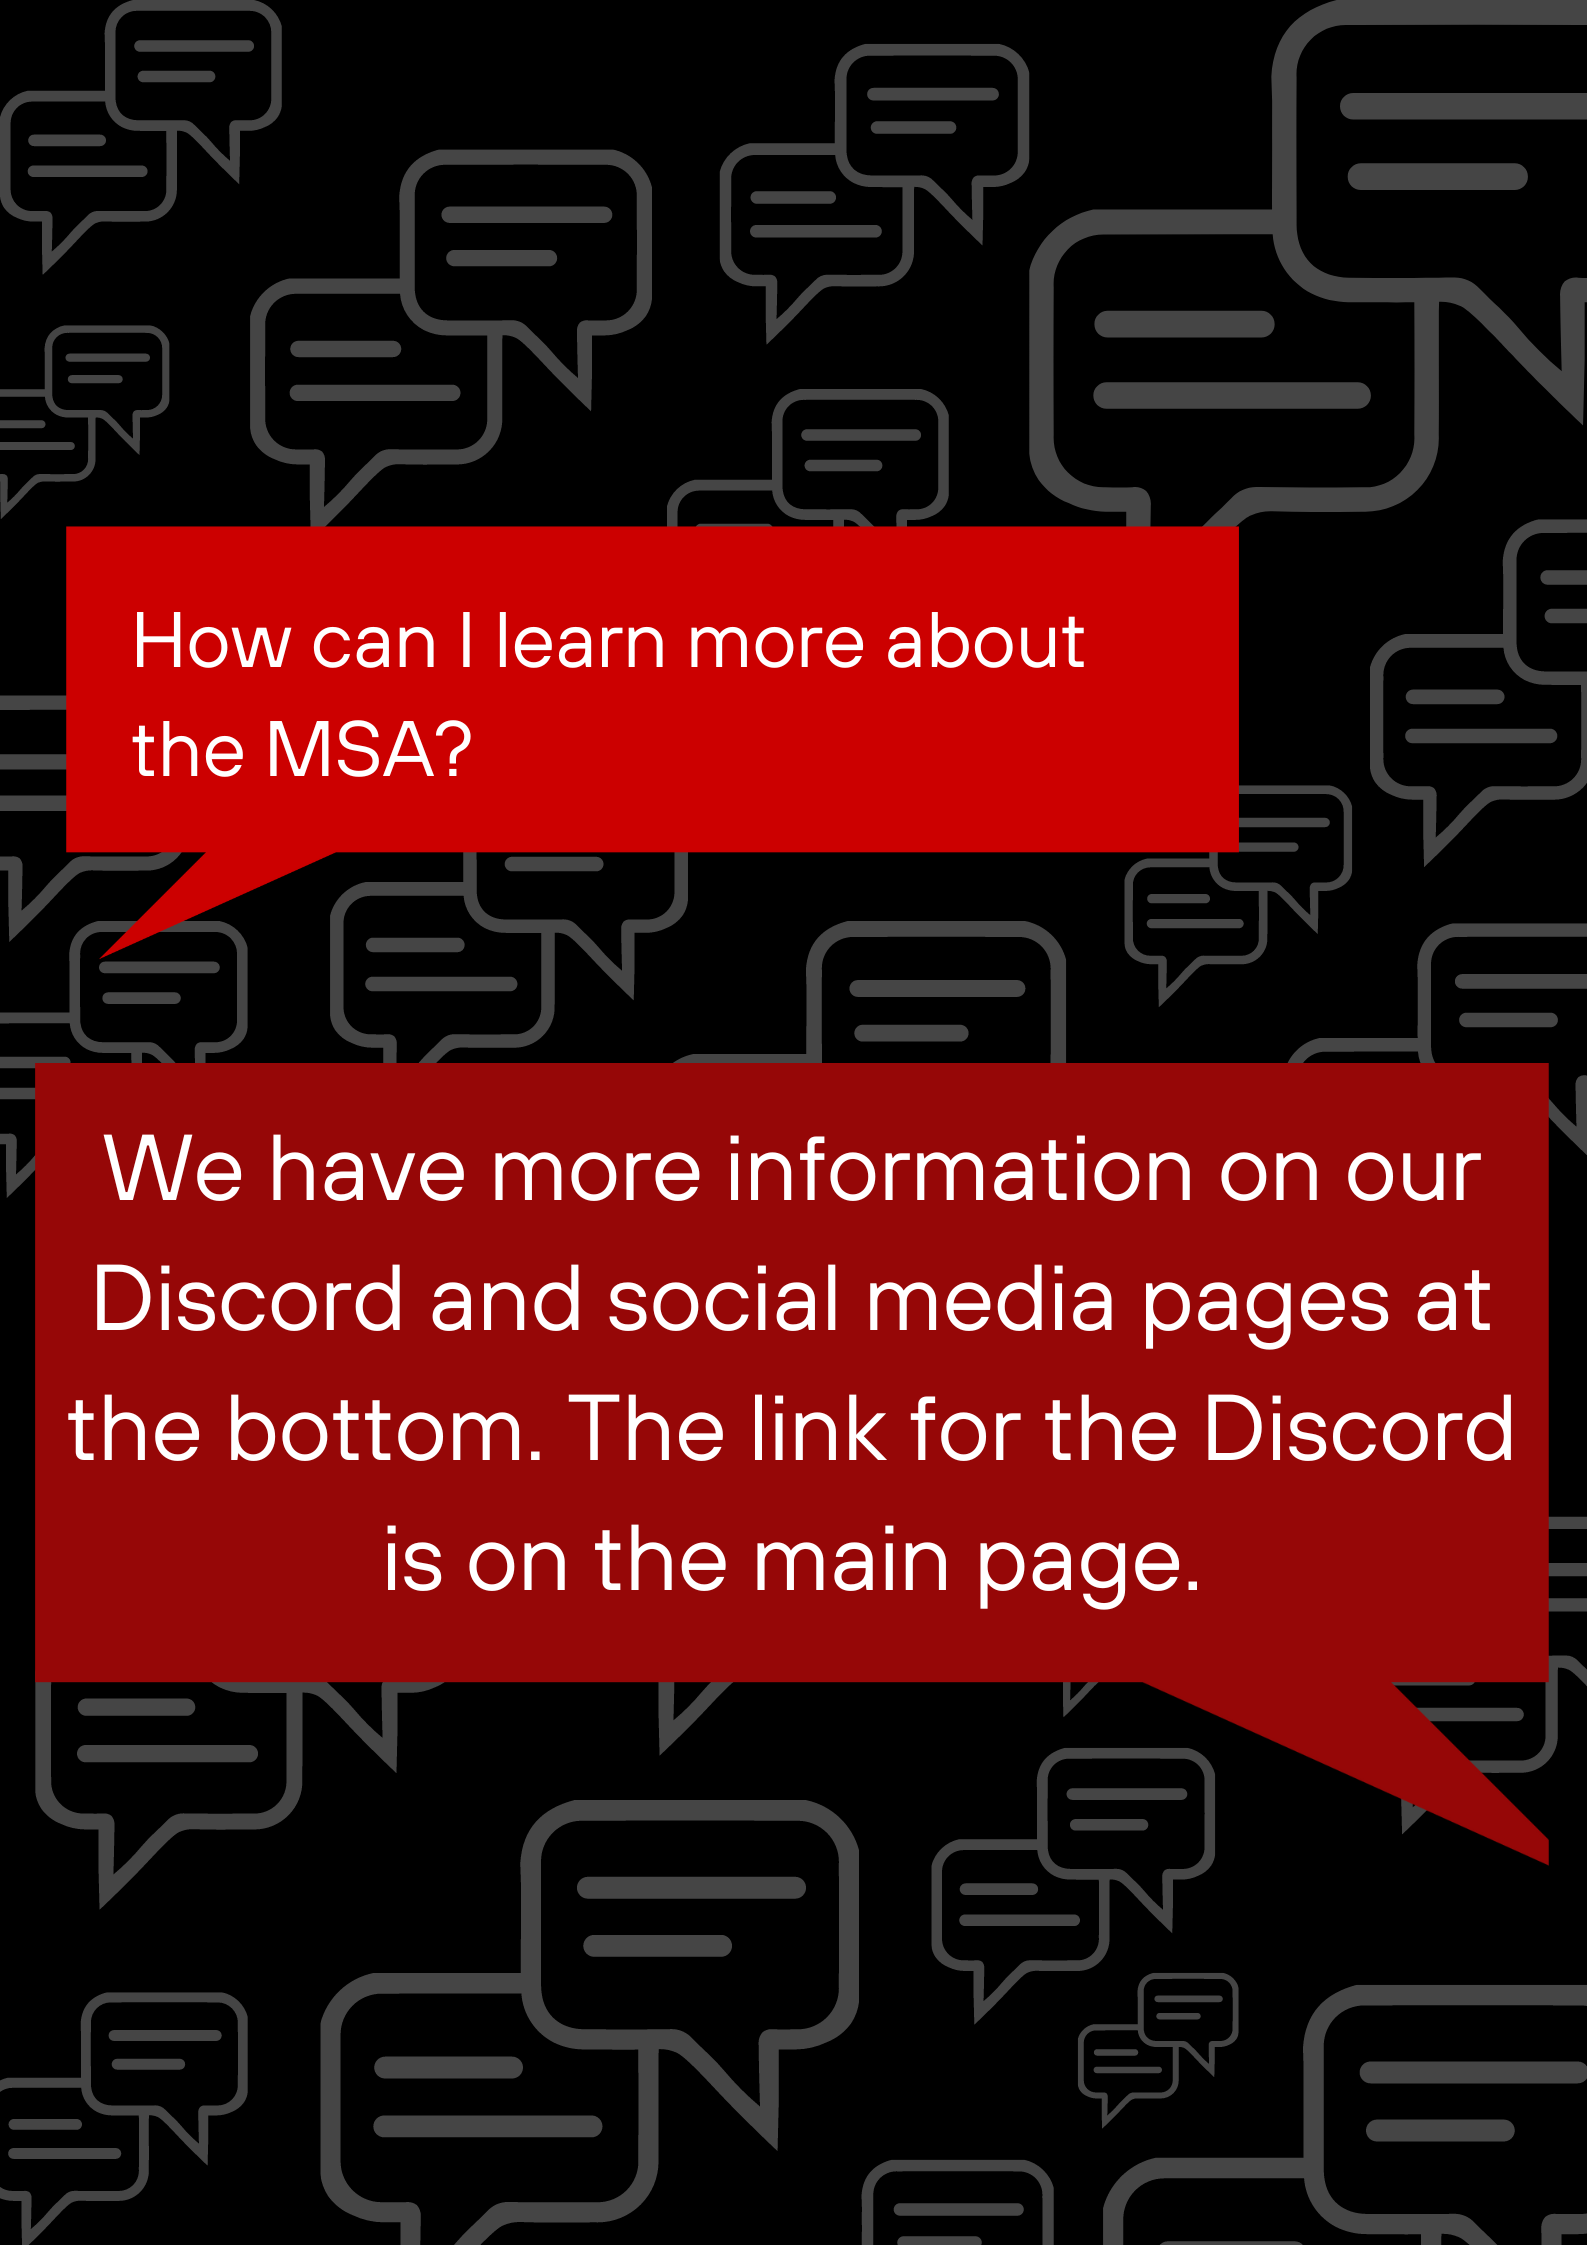 How can I learn more about
the MSA?
We have more information on our
Discord and social media pages at
the bottom. The link for the Discord
is on the main page.